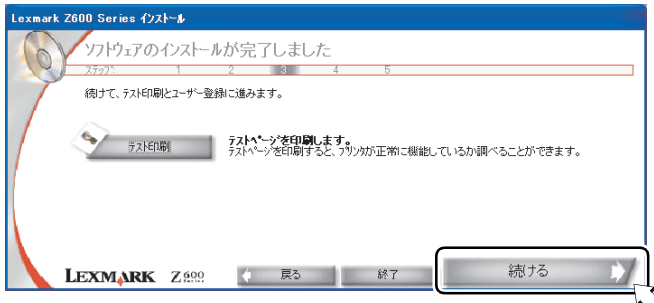 Lexmark Z600 Series インストール
ソフトウェアのインストールが完了しました
ステップ: 1 2 3 4 5
続けて、テスト印刷とユーザー登録に進みます。
テスト印刷
テストページを印刷します。
テストページを印刷すると、プリンタが正常に機能しているか調べることができます。
LEXMARK Z600 Series
戻る
終了
続ける